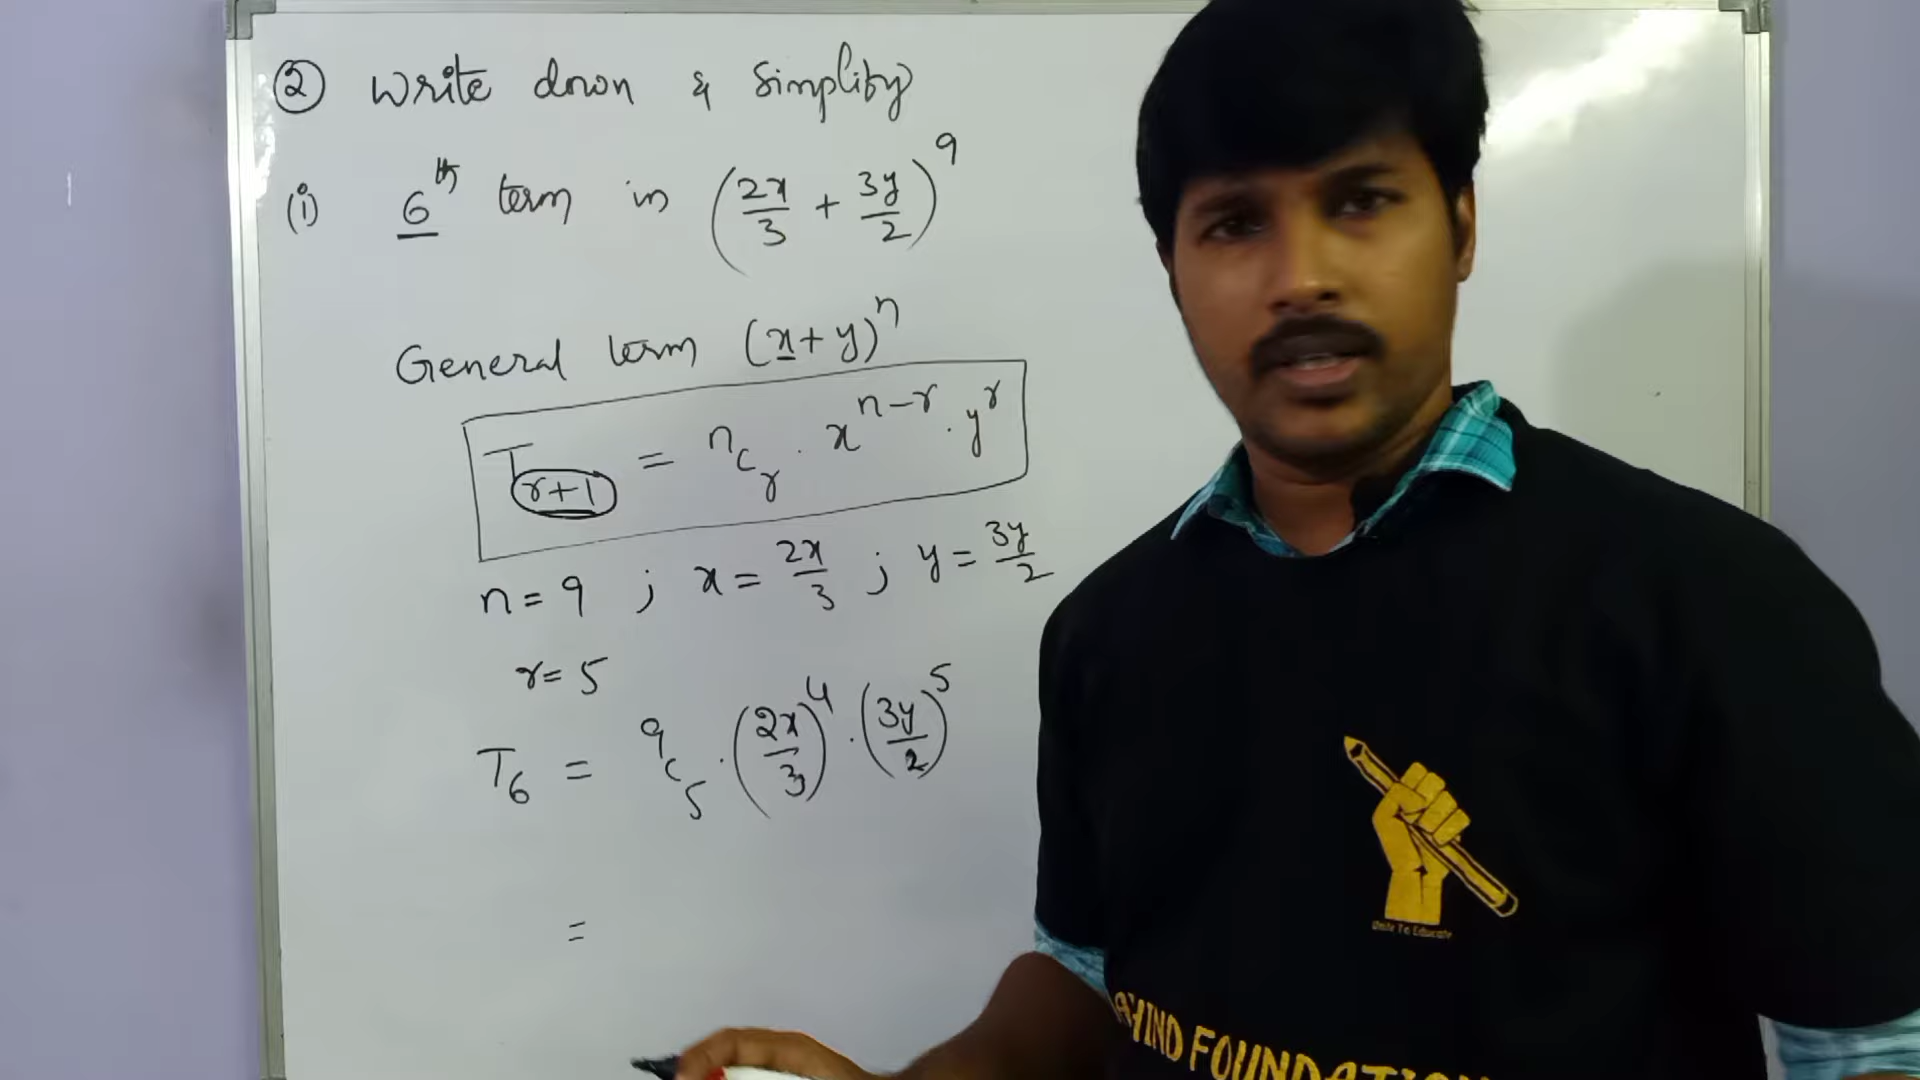 ② Write down & Simplify
(i) 6th term in (2x/3 + 3y/2)^9
General term (x+y)^n
T_(r+1) = nC_r . x^(n-r) . y^r
n = 9 ; x = 2x/3 ; y = 3y/2
r = 5
T_6 = 9C_5 . (2x/3)^4 . (3y/2)^5
=
Unite To Educate
FOUNDATION